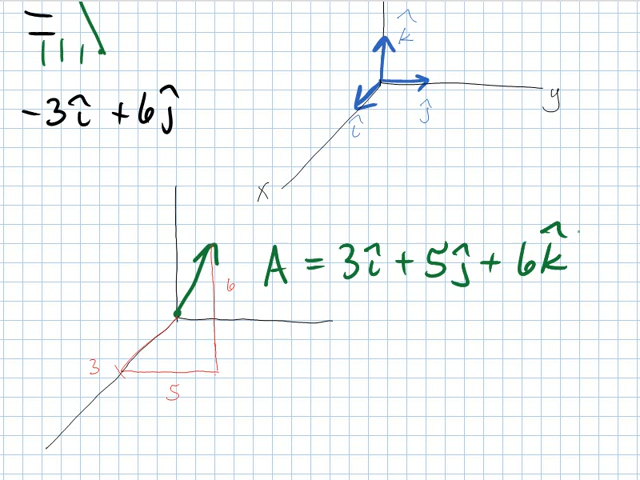 k̂
=
-3î + 6ĵ
y
ĵ
î
x
A = 3î + 5ĵ + 6k̂
6
3
5